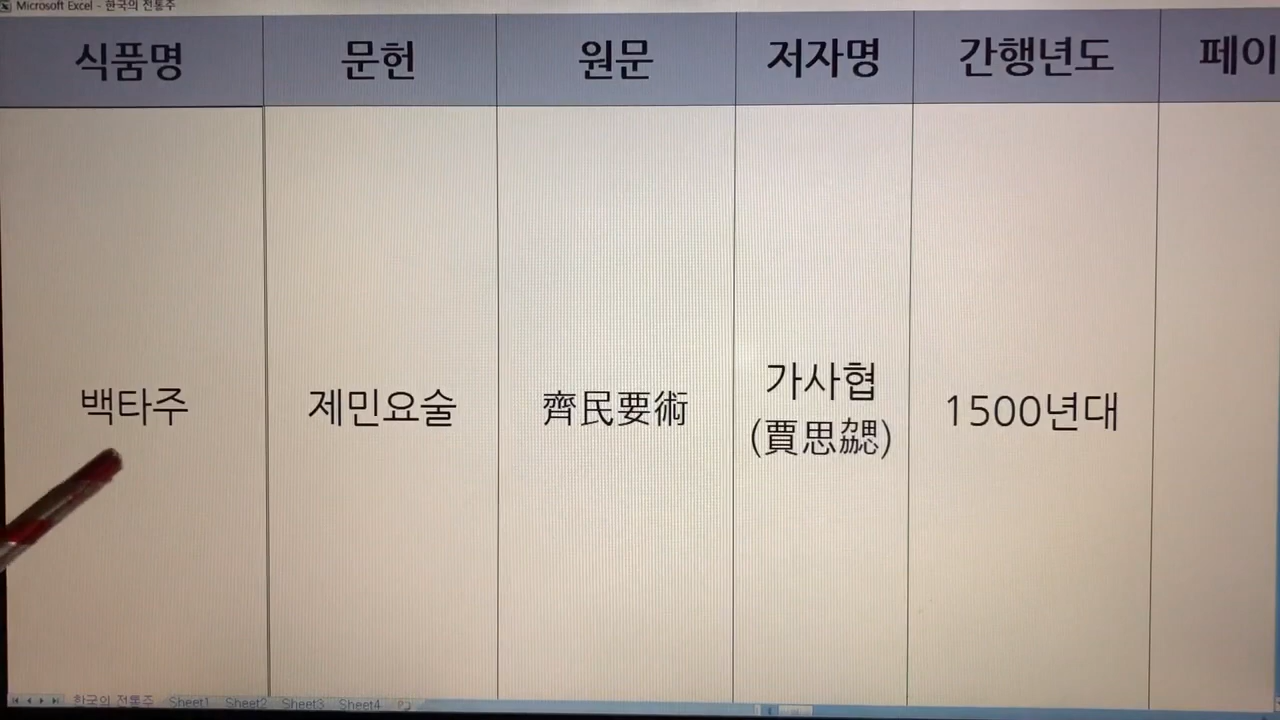 Microsoft Excel - 한국의 전통주
식품명 문헌 원문 저자명 간행년도 페이
백타주 제민요술 齊民要術 가사협 1500년대
(賈思勰)
한국의 전통주 Sheet1 Sheet2 Sheet3 Sheet4